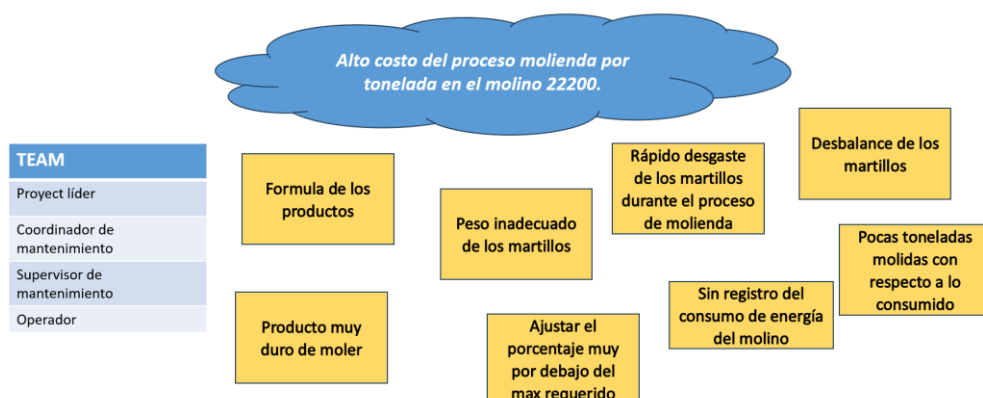 Alto costo del proceso molienda por
tonelada en el molino 22200.
TEAM
Proyect líder
Coordinador de
mantenimiento
Supervisor de
mantenimiento
Operador
Formula de los
productos
Peso inadecuado
de los martillos
Rápido desgaste
de los martillos
durante el proceso
de molienda
Desbalance de los
martillos
Producto muy
duro de moler
Ajustar el
porcentaje muy
por debajo del
max requerido
Sin registro del
consumo de energía
del molino
Pocas toneladas
molidas con
respecto a lo
consumido